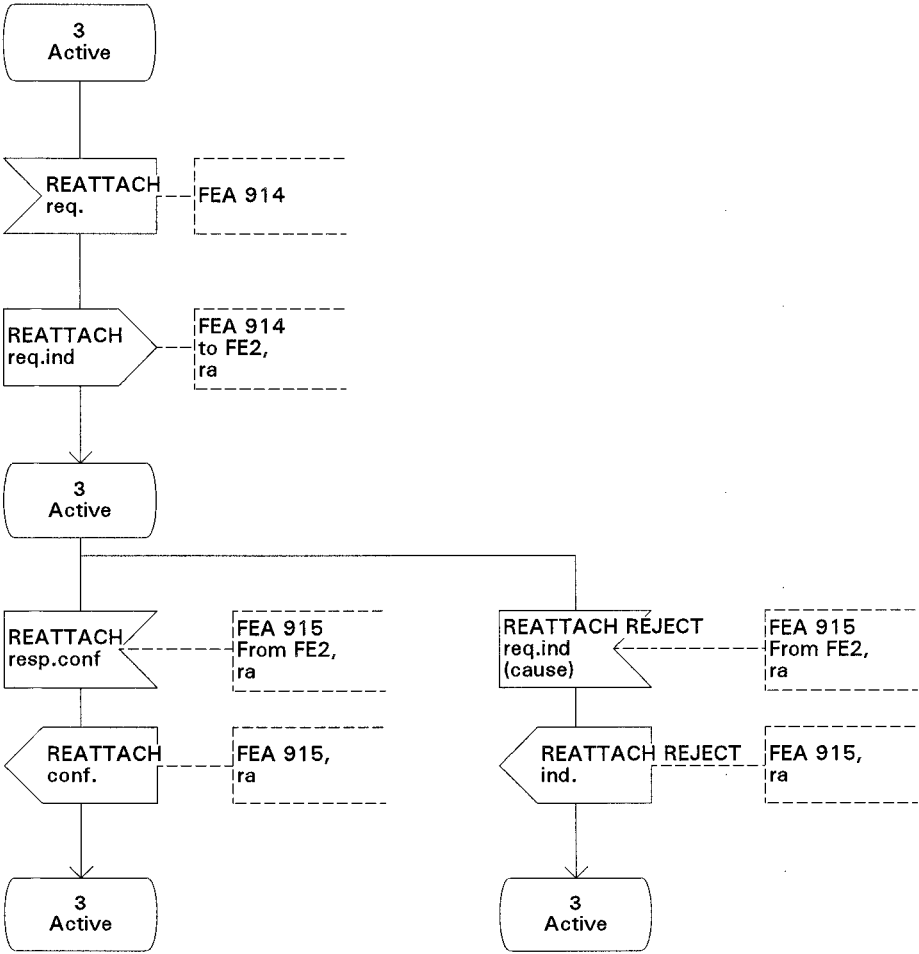 3
Active
REATTACH
req.
FEA 914
REATTACH
req.ind
FEA 914
to FE2,
ra
3
Active
REATTACH
resp.conf
FEA 915
From FE2,
ra
REATTACH REJECT
req.ind
(cause)
FEA 915
From FE2,
ra
REATTACH
conf.
FEA 915,
ra
REATTACH REJECT
ind.
FEA 915,
ra
3
Active
3
Active